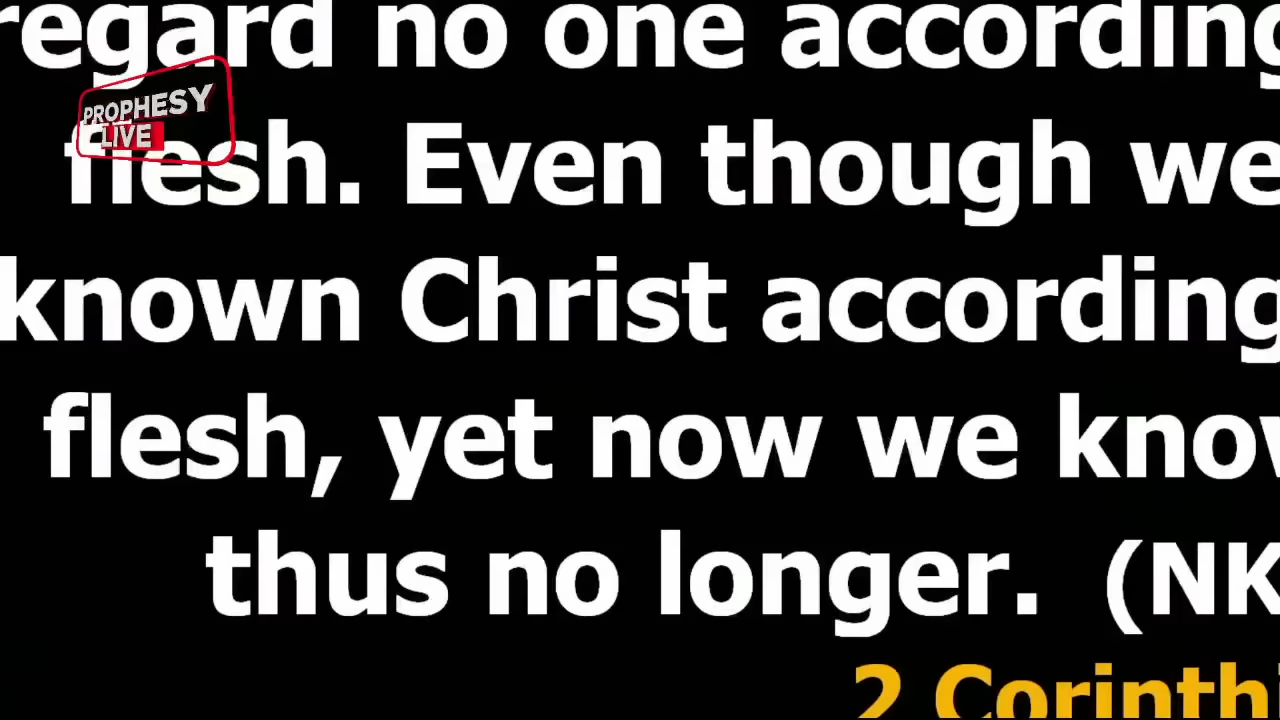 regard no one according
PROPHESY
LIVE
flesh. Even though we
known Christ according
flesh, yet now we know
thus no longer. (NK
2 Corinthi